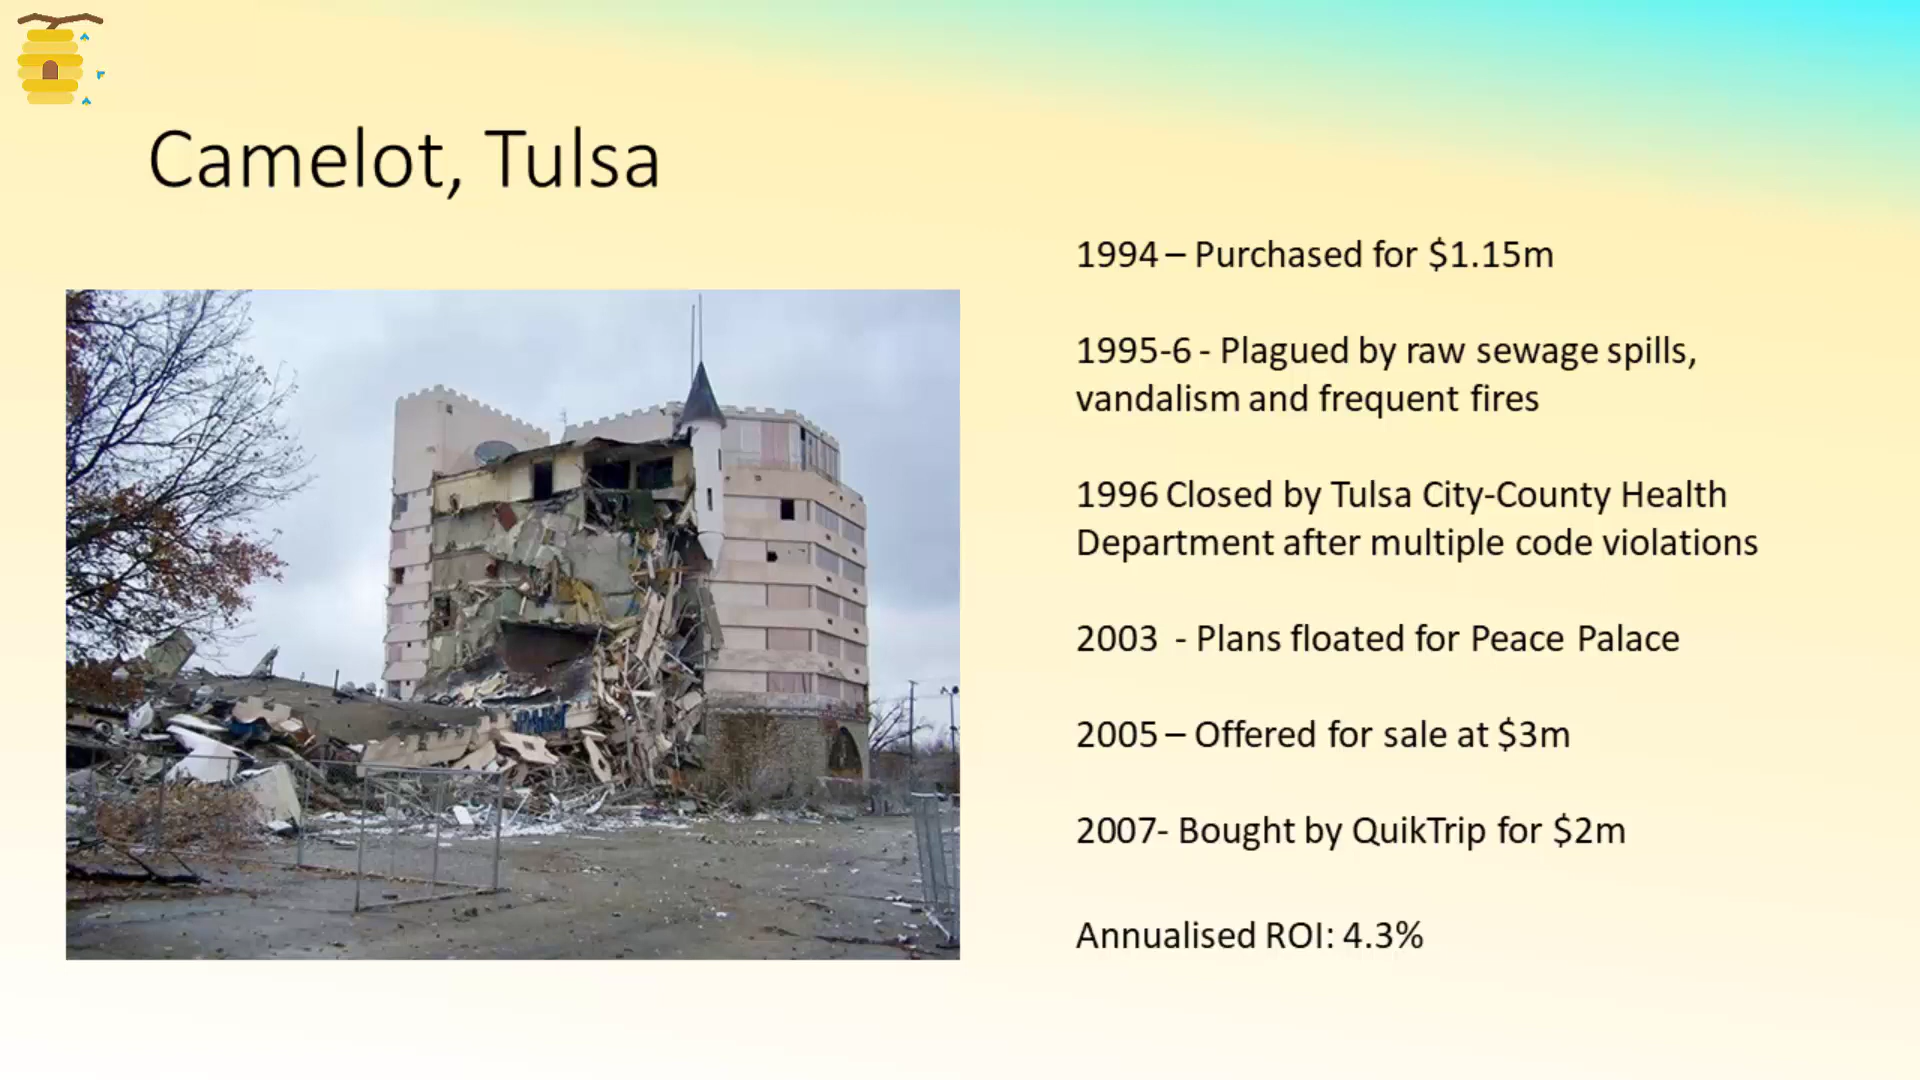 Camelot, Tulsa
1994 – Purchased for $1.15m
1995-6 - Plagued by raw sewage spills,
vandalism and frequent fires
1996 Closed by Tulsa City-County Health
Department after multiple code violations
2003  - Plans floated for Peace Palace
2005 – Offered for sale at $3m
2007- Bought by QuikTrip for $2m
Annualised ROI: 4.3%